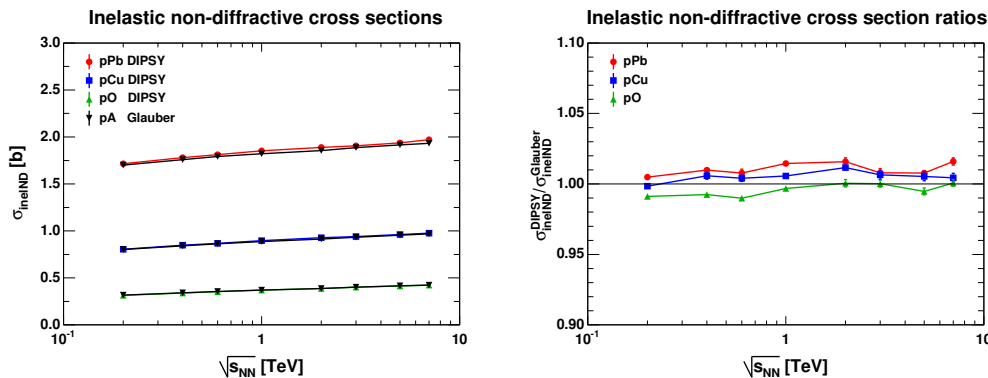 Inelastic non-diffractive cross sections
3.0
2.5
2.0
1.5
1.0
0.5
0.0
σinelND [b]
pPb DIPSY
pCu DIPSY
pO DIPSY
pA Glauber
10-1
1
10
√sNN [TeV]
Inelastic non-diffractive cross section ratios
1.10
1.05
1.00
0.95
0.90
σDIPSYinelND/σGlauberinelND
pPb
pCu
pO
10-1
1
10
√sNN [TeV]